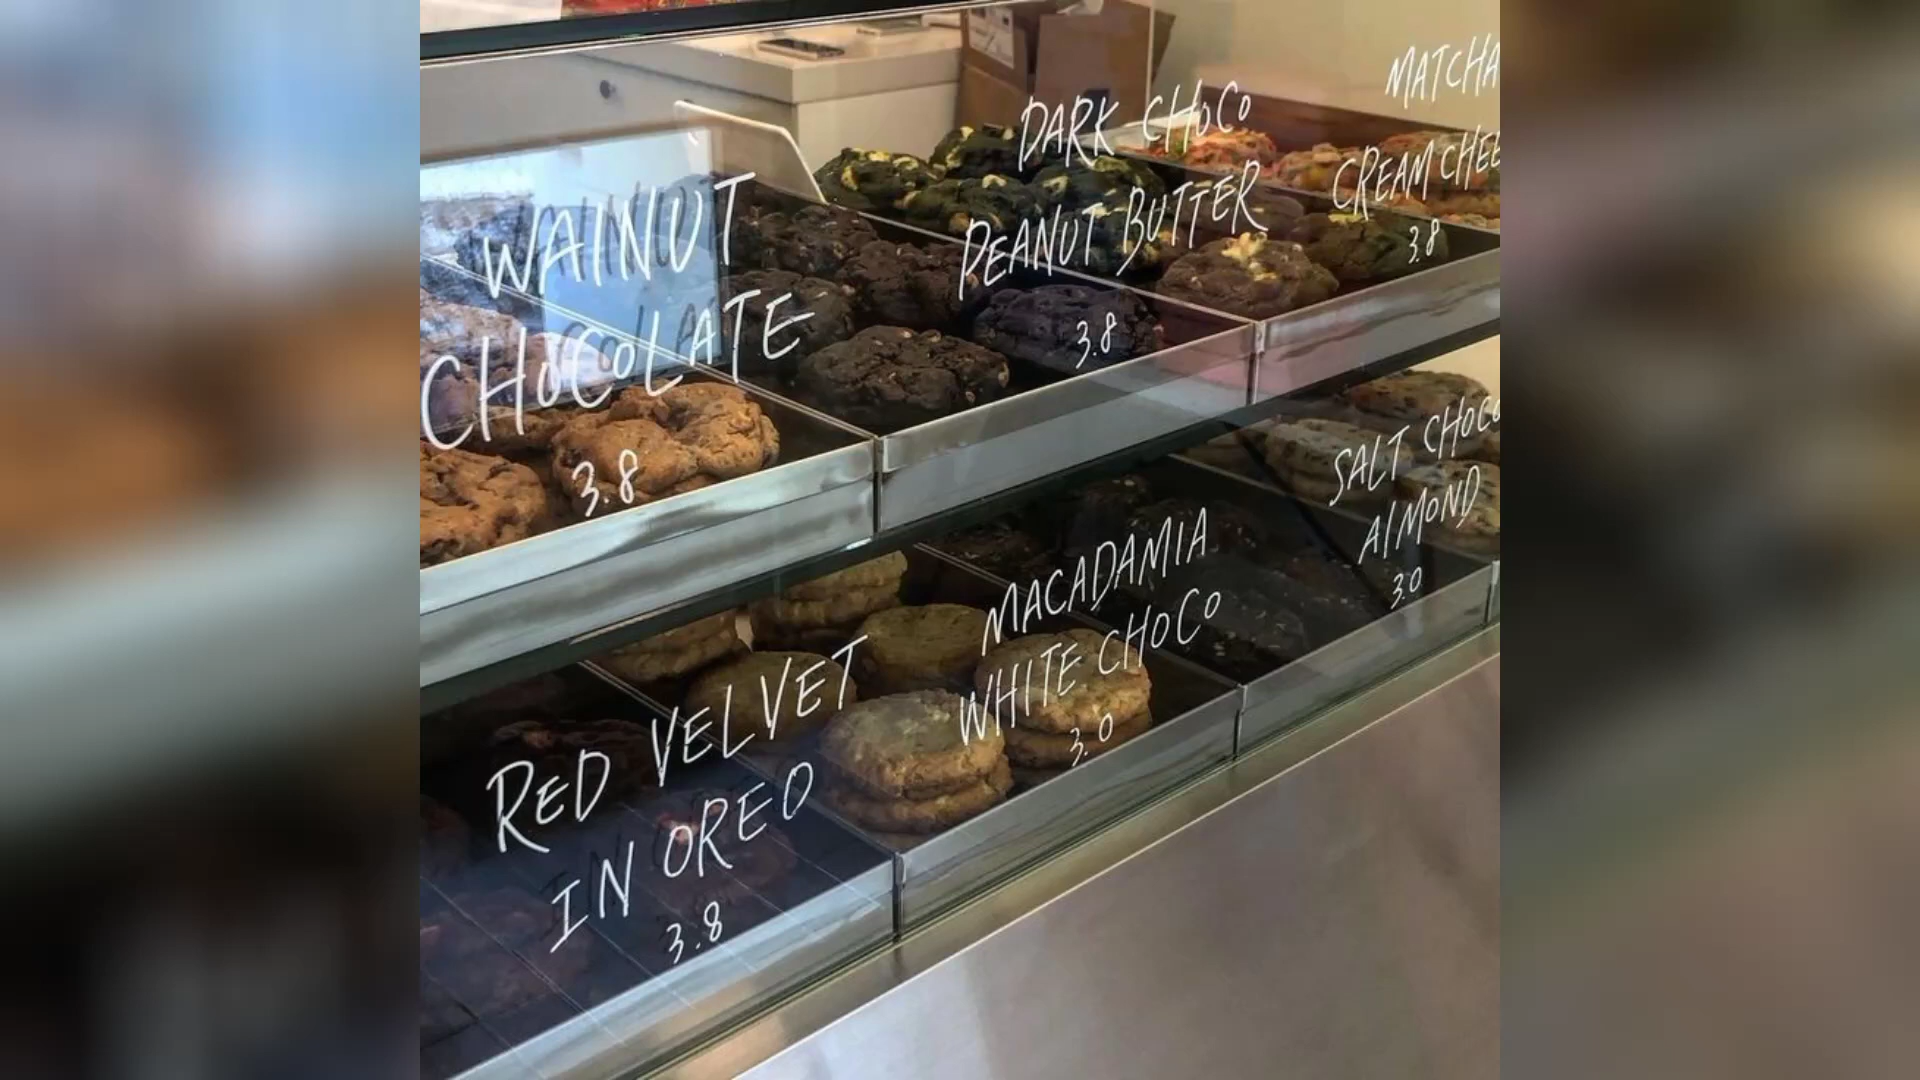 WALNUT
CHOCOLATE
3.8
DARK CHOCO
PEANUT BUTTER
3.8
MATCHA
CREAM CHEE
3.8
RED VELVET
IN OREO
3.8
MACADAMIA
WHITE CHOCO
3.0
SALT CHOCO
ALMOND
3.0